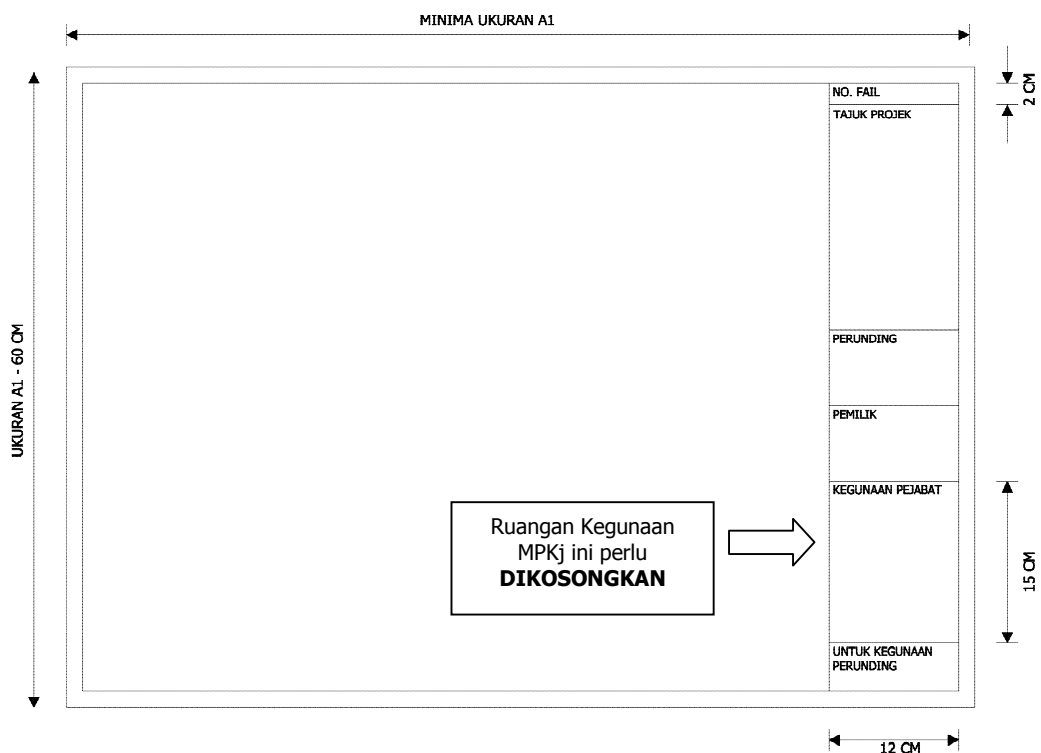 MINIMA UKURAN A1
2 CM
NO. FAIL
TAJUK PROJEK
UKURAN A1 - 60 CM
PERUNDING
PEMILIK
KEGUNAAN PEJABAT
Ruangan Kegunaan
MPKj ini perlu
DIKOSONGKAN
15 CM
UNTUK KEGUNAAN
PERUNDING
12 CM